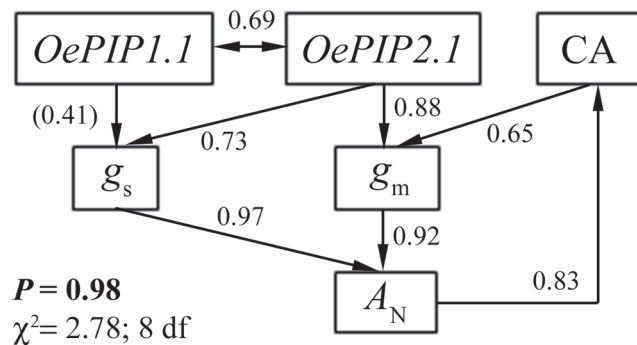 0.69
OePIP1.1 OePIP2.1 CA
(0.41) 0.73 0.88 0.65
gs gm
0.97 0.92 0.83
AN
P = 0.98
χ²= 2.78; 8 df